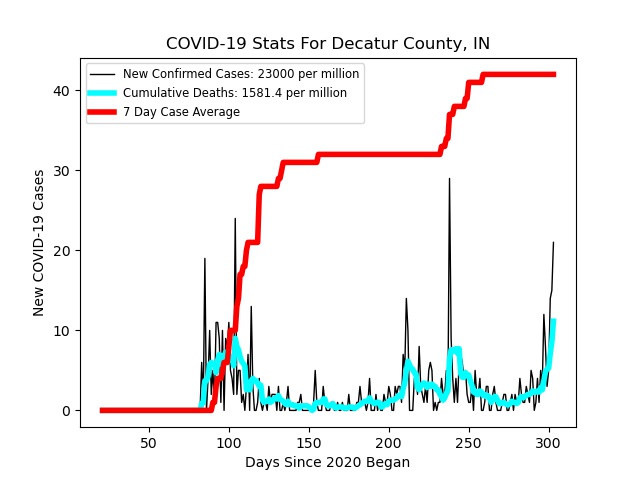 COVID-19 Stats For Decatur County, IN
New Confirmed Cases: 23000 per million
Cumulative Deaths: 1581.4 per million
7 Day Case Average
New COVID-19 Cases
40
30
20
10
0
50 100 150 200 250 300
Days Since 2020 Began